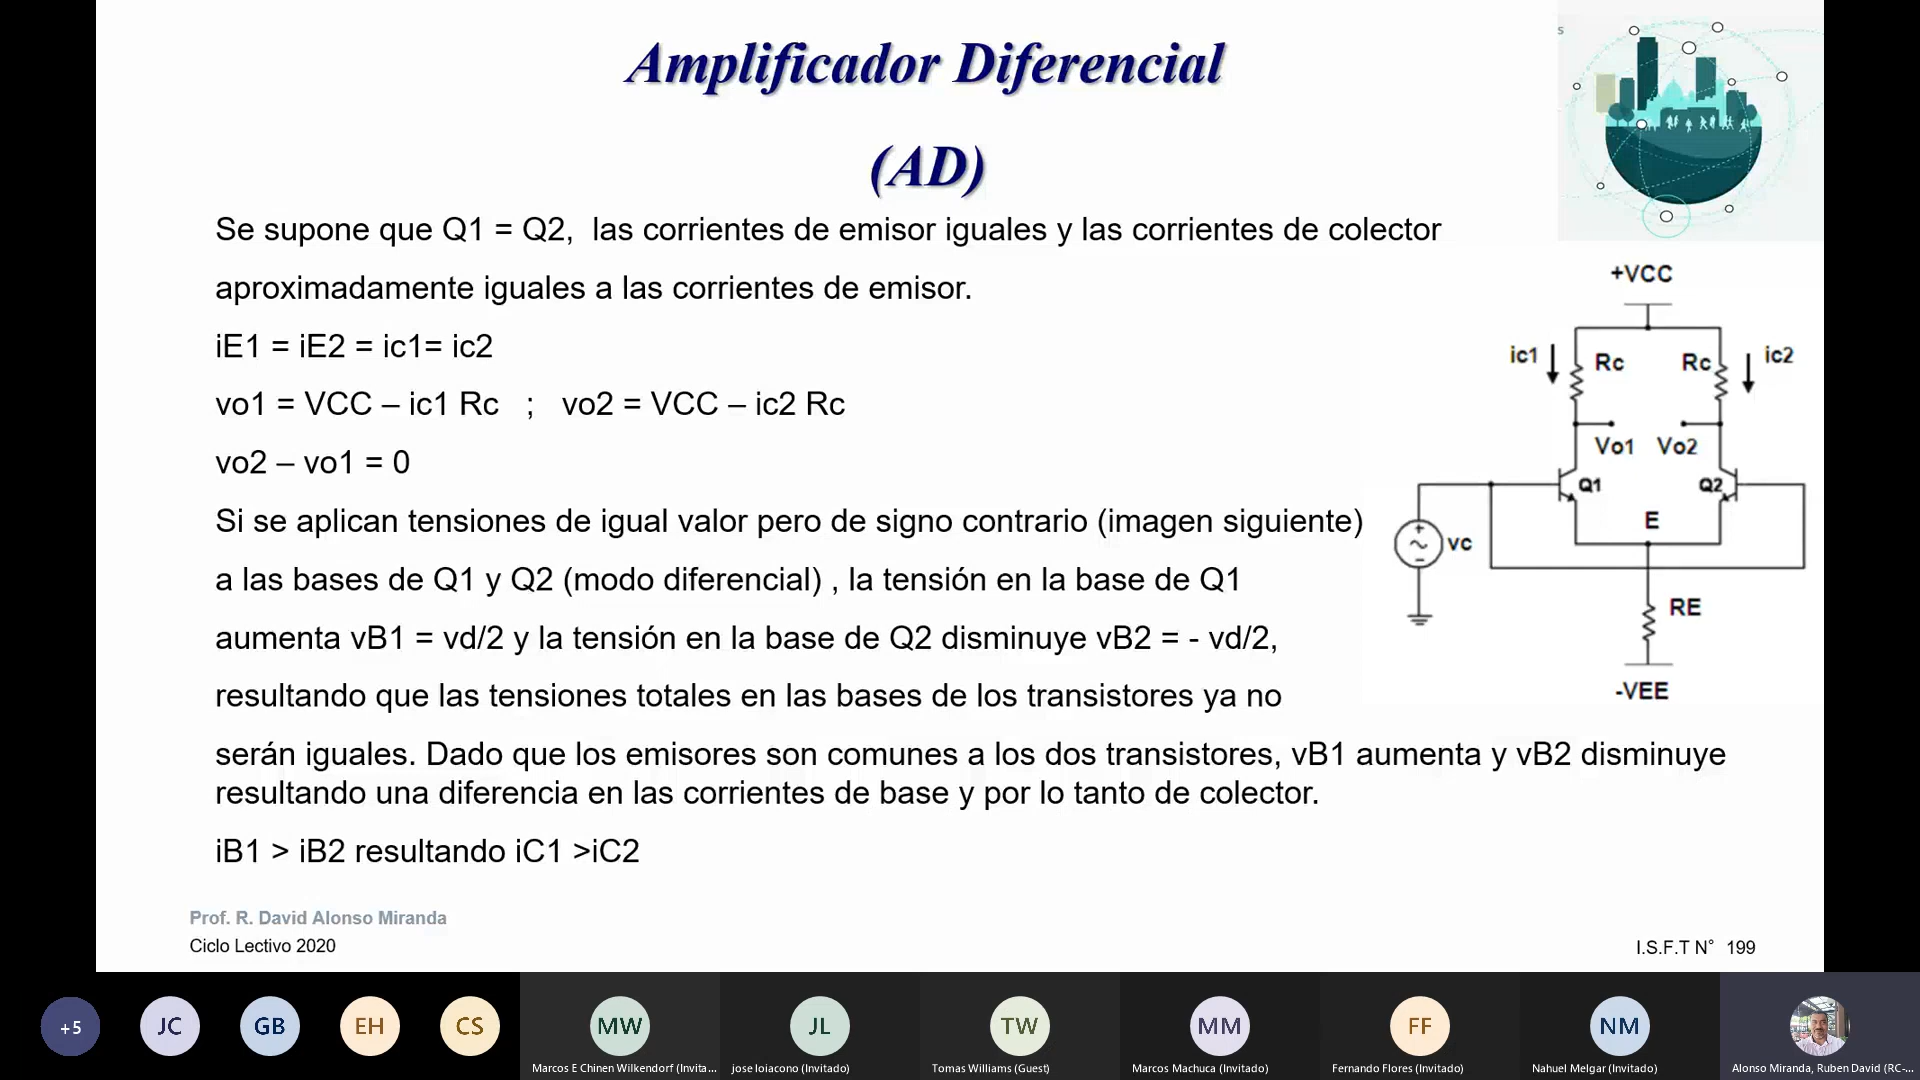 Amplificador Diferencial
(AD)
s
Se supone que Q1 = Q2,  las corrientes de emisor iguales y las corrientes de colector
aproximadamente iguales a las corrientes de emisor.
iE1 = iE2 = ic1= ic2
vo1 = VCC – ic1 Rc   ;   vo2 = VCC – ic2 Rc
vo2 – vo1 = 0
Si se aplican tensiones de igual valor pero de signo contrario (imagen siguiente)
a las bases de Q1 y Q2 (modo diferencial) , la tensión en la base de Q1
aumenta vB1 = vd/2 y la tensión en la base de Q2 disminuye vB2 = - vd/2,
resultando que las tensiones totales en las bases de los transistores ya no
serán iguales. Dado que los emisores son comunes a los dos transistores, vB1 aumenta y vB2 disminuye
resultando una diferencia en las corrientes de base y por lo tanto de colector.
iB1 > iB2 resultando iC1 >iC2
+VCC
ic1 Rc Rc ic2
Vo1 Vo2
Q1 Q2
E
vc
RE
-VEE
Prof. R. David Alonso Miranda
Ciclo Lectivo 2020
I.S.F.T N° 199
+5 JC GB EH CS MW JL TW MM FF NM
Marcos E Chinen Wilkendorf (Invita... jose loiacono (Invitado) Tomas Williams (Guest) Marcos Machuca (Invitado) Fernando Flores (Invitado) Nahuel Melgar (Invitado) Alonso Miranda, Ruben David (RC-...